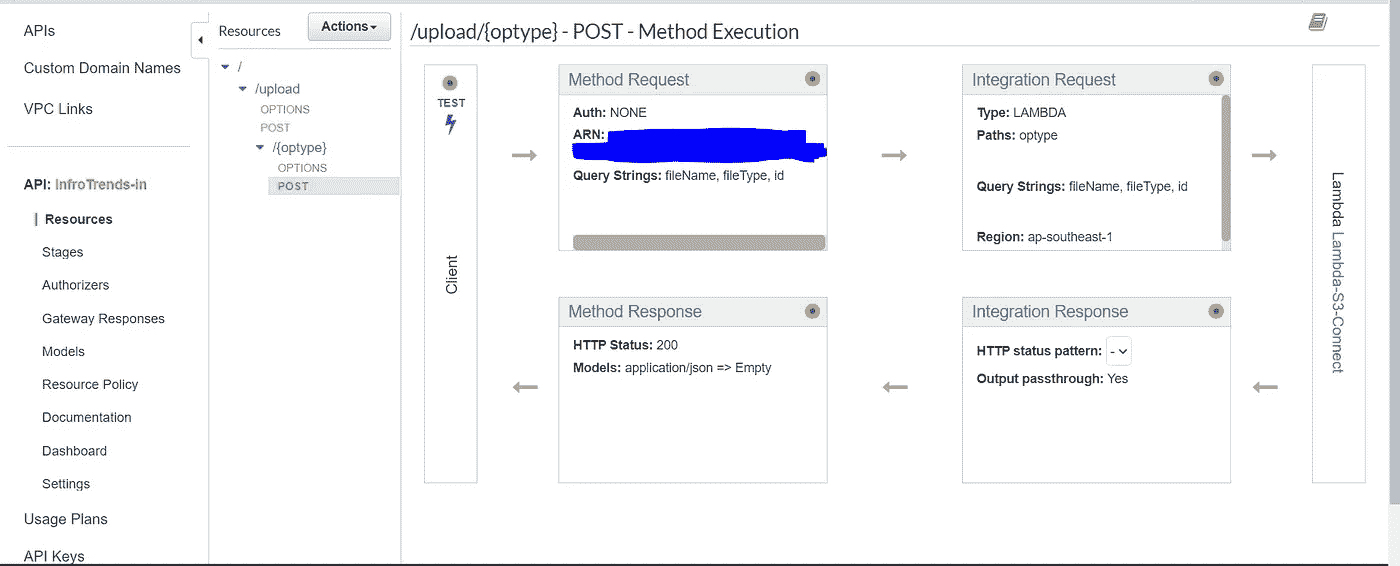 APIs
Custom Domain Names
VPC Links
API: InfroTrends-in
Resources
Stages
Authorizers
Gateway Responses
Models
Resource Policy
Documentation
Dashboard
Settings
Usage Plans
API Keys
Resources
Actions
/
/upload
OPTIONS
POST
/{optype}
OPTIONS
POST
/upload/{optype} - POST - Method Execution
TEST
Client
Method Request
Auth: NONE
ARN:
Query Strings: fileName, fileType, id
Integration Request
Type: LAMBDA
Paths: optype
Query Strings: fileName, fileType, id
Region: ap-southeast-1
Lambda Lambda-S3-Connect
Method Response
HTTP Status: 200
Models: application/json => Empty
Integration Response
HTTP status pattern: -
Output passthrough: Yes